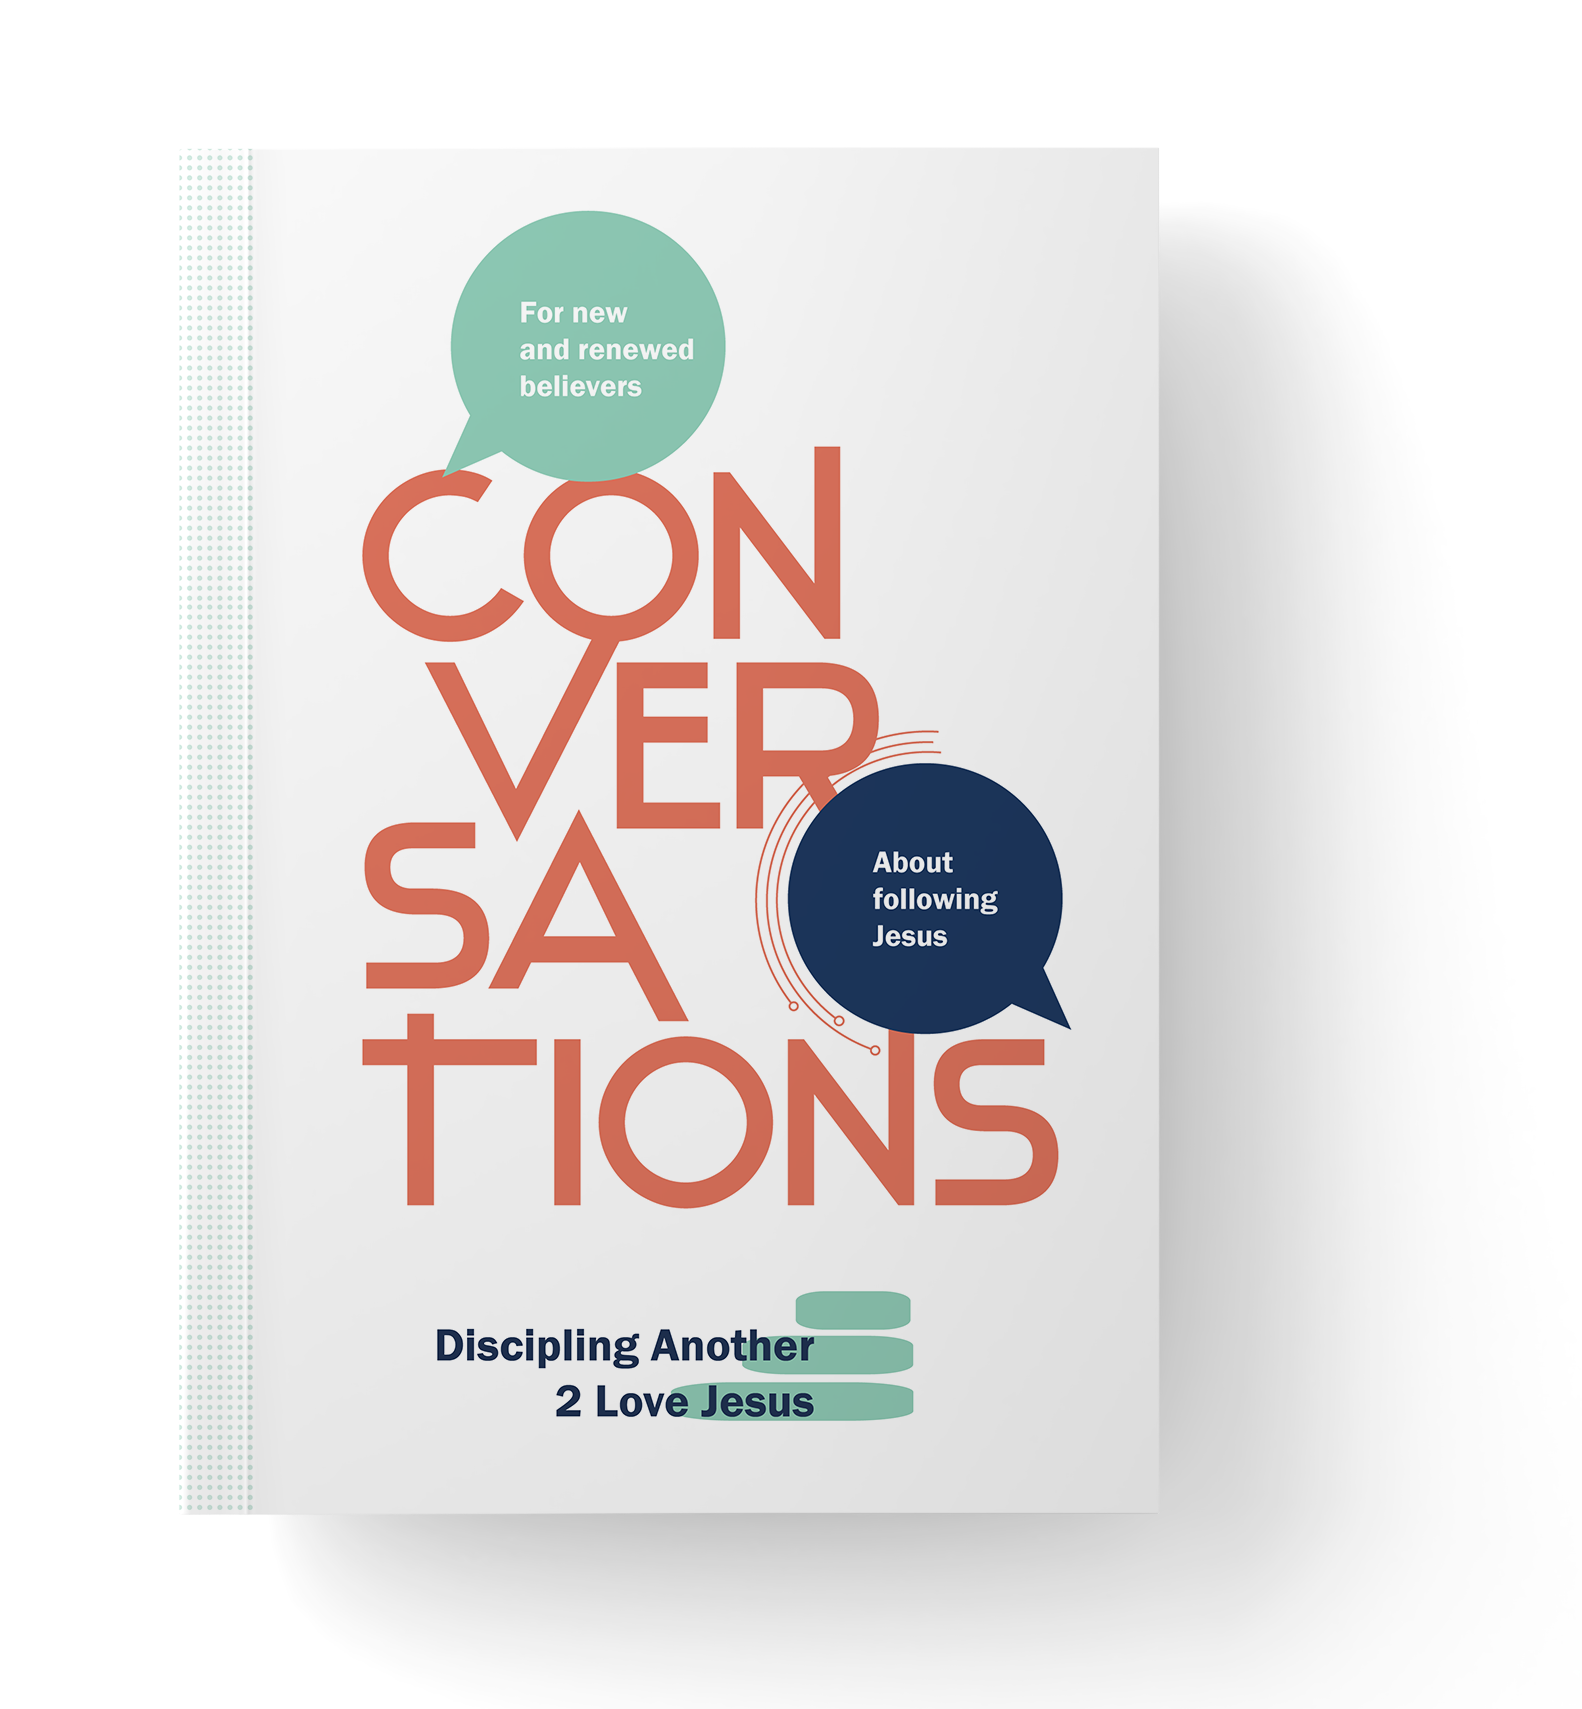 For new
and renewed
believers
CON
VER
SA
TIONS
About
following
Jesus
Discipling Another
2 Love Jesus